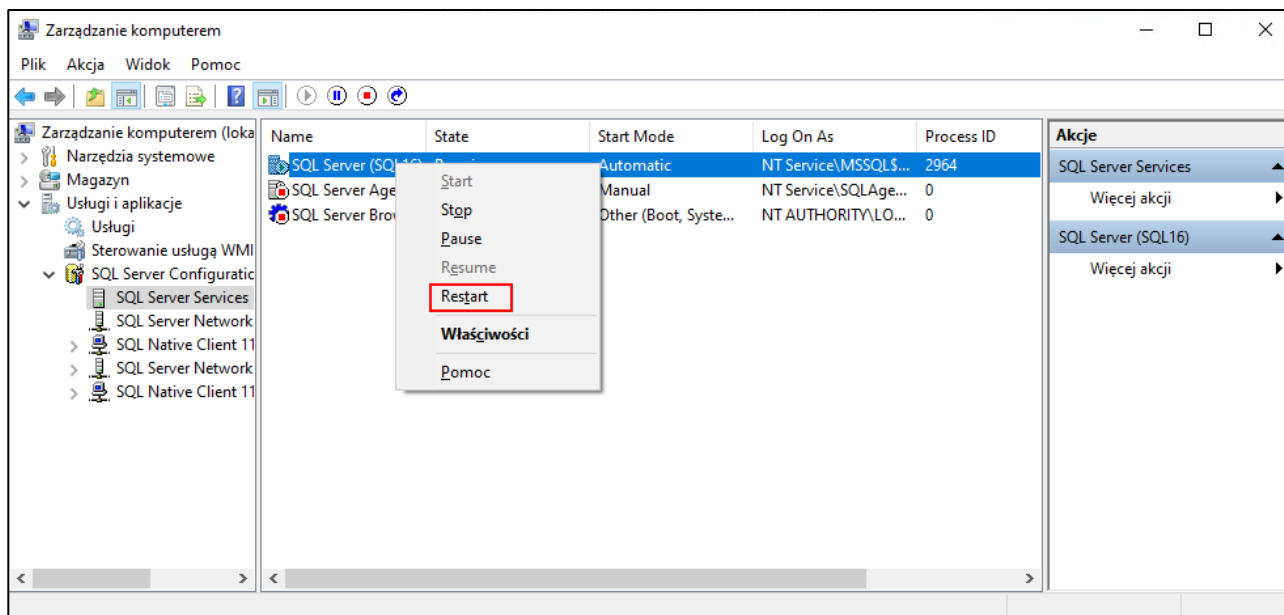 Zarządzanie komputerem
Plik Akcja Widok Pomoc
Zarządzanie komputerem (loka
Narzędzia systemowe
Magazyn
Usługi i aplikacje
Usługi
Sterowanie usługą WMI
SQL Server Configuratic
SQL Server Services
SQL Server Network
SQL Native Client 11
SQL Server Network
SQL Native Client 11
Name State Start Mode Log On As Process ID
SQL Server (SQL16) Automatic NT Service\MSSQL$... 2964
SQL Server Age Manual NT Service\SQLAge... 0
SQL Server Brow Other (Boot, Syste... NT AUTHORITY\LO... 0
Start
Stop
Pause
Resume
Restart
Właściwości
Pomoc
Akcje
SQL Server Services
Więcej akcji
SQL Server (SQL16)
Więcej akcji